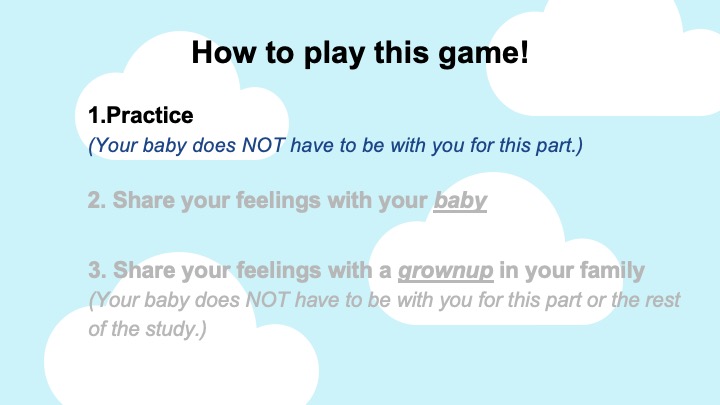 How to play this game!
1.Practice
(Your baby does NOT have to be with you for this part.)
2. Share your feelings with your baby
3. Share your feelings with a grownup in your family
(Your baby does NOT have to be with you for this part or the rest
of the study.)